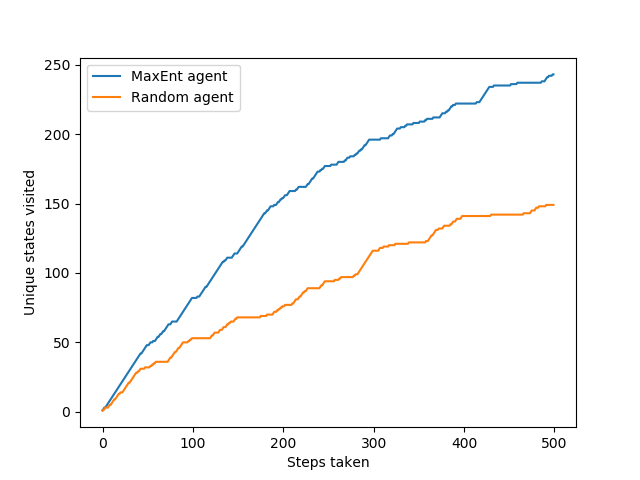 MaxEnt agent
Random agent
Unique states visited
250
200
150
100
50
0
0 100 200 300 400 500
Steps taken